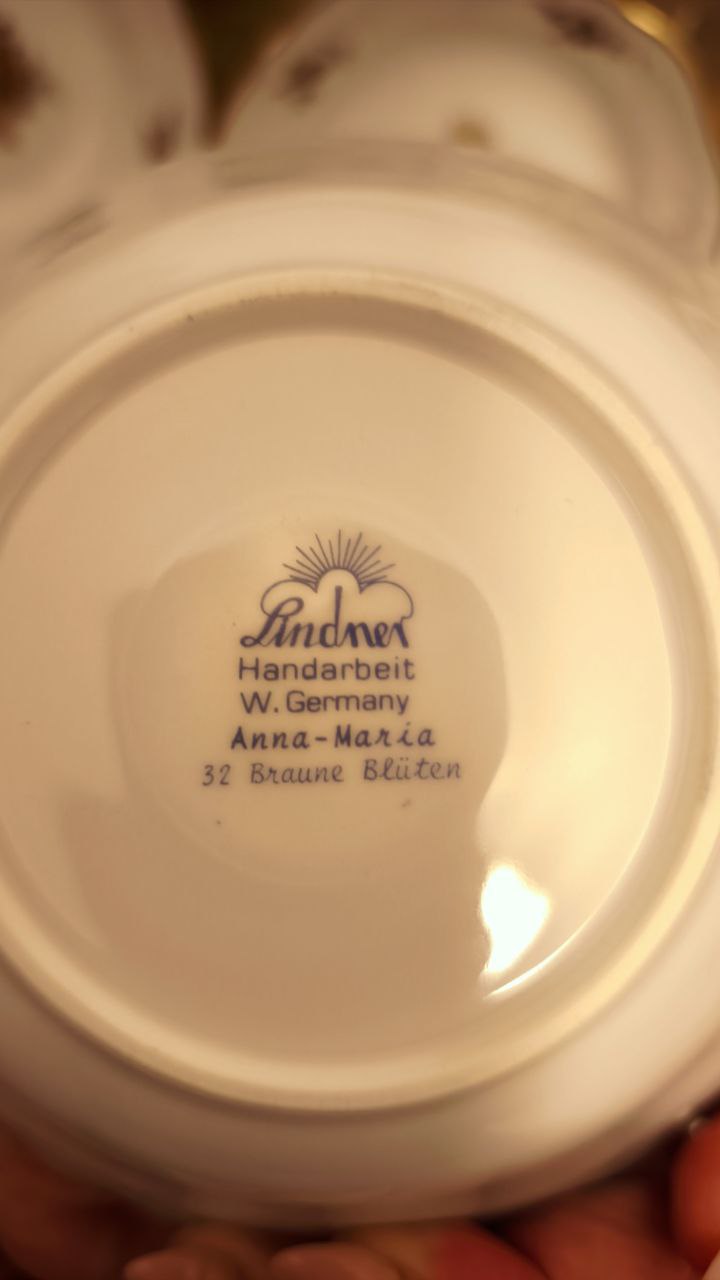 Lindner
Handarbeit
W. Germany
Anna-Maria
32 Braune Blüten